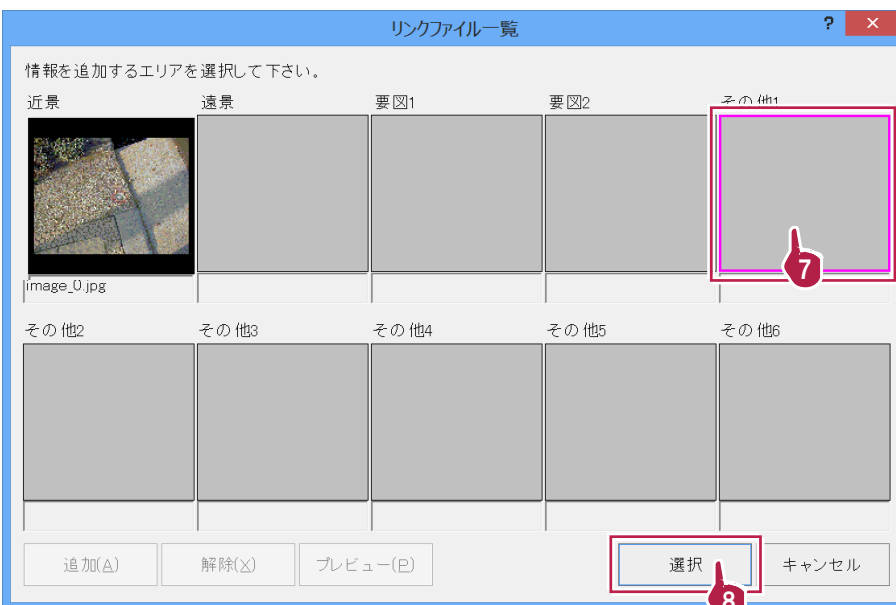 リンクファイル一覧
?
×
情報を追加するエリアを選択して下さい。
近景 遠景 要図1 要図2 その他1
7
image_0.jpg
その他2 その他3 その他4 その他5 その他6
追加(A) 解除(X) プレビュー(P) 選択 キャンセル
8